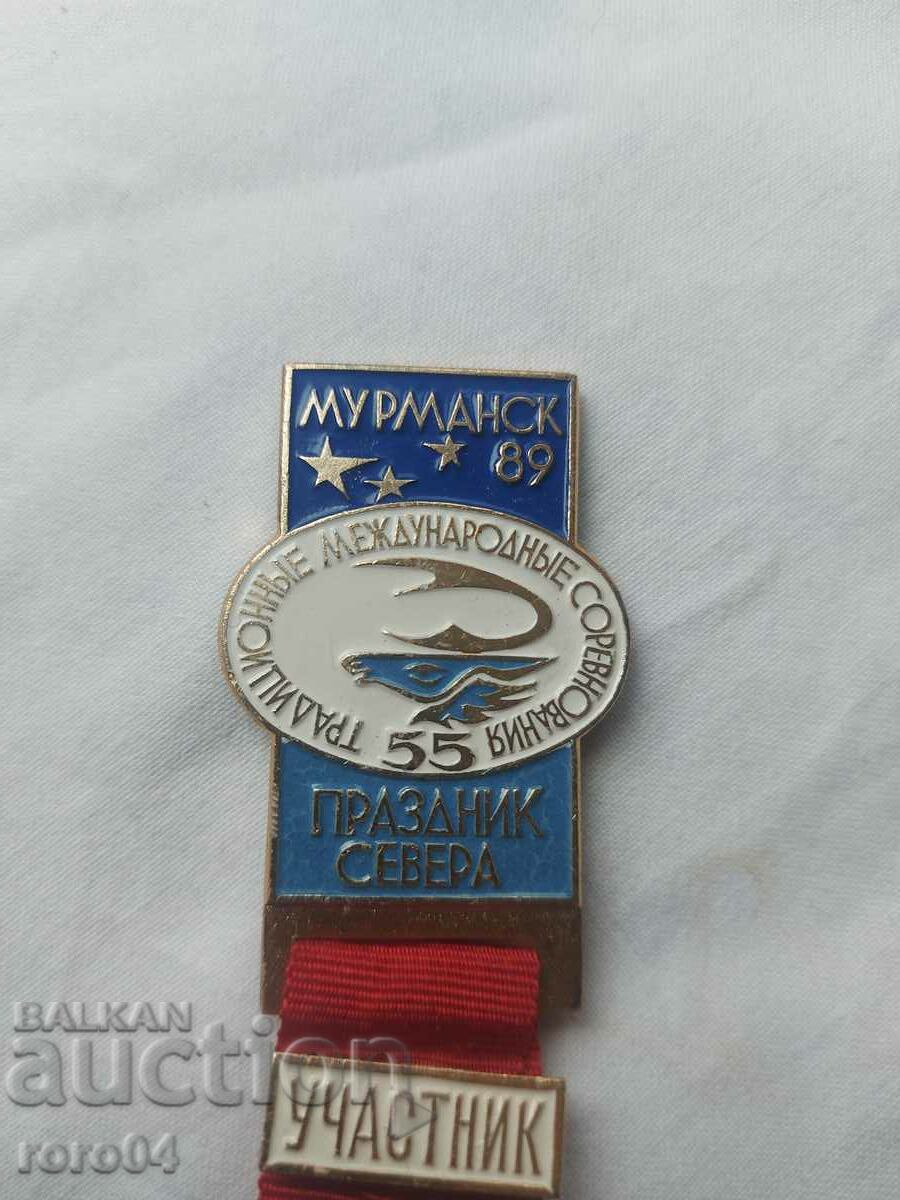 МУРМАНСК
89
ТРАДИЦИОННЫЕ МЕЖДУНАРОДНЫЕ СОРЕВНОВАНИЯ
55
ПРАЗДНИК
СЕВЕРА
УЧАСТНИК
BALKAN
auction
roro04